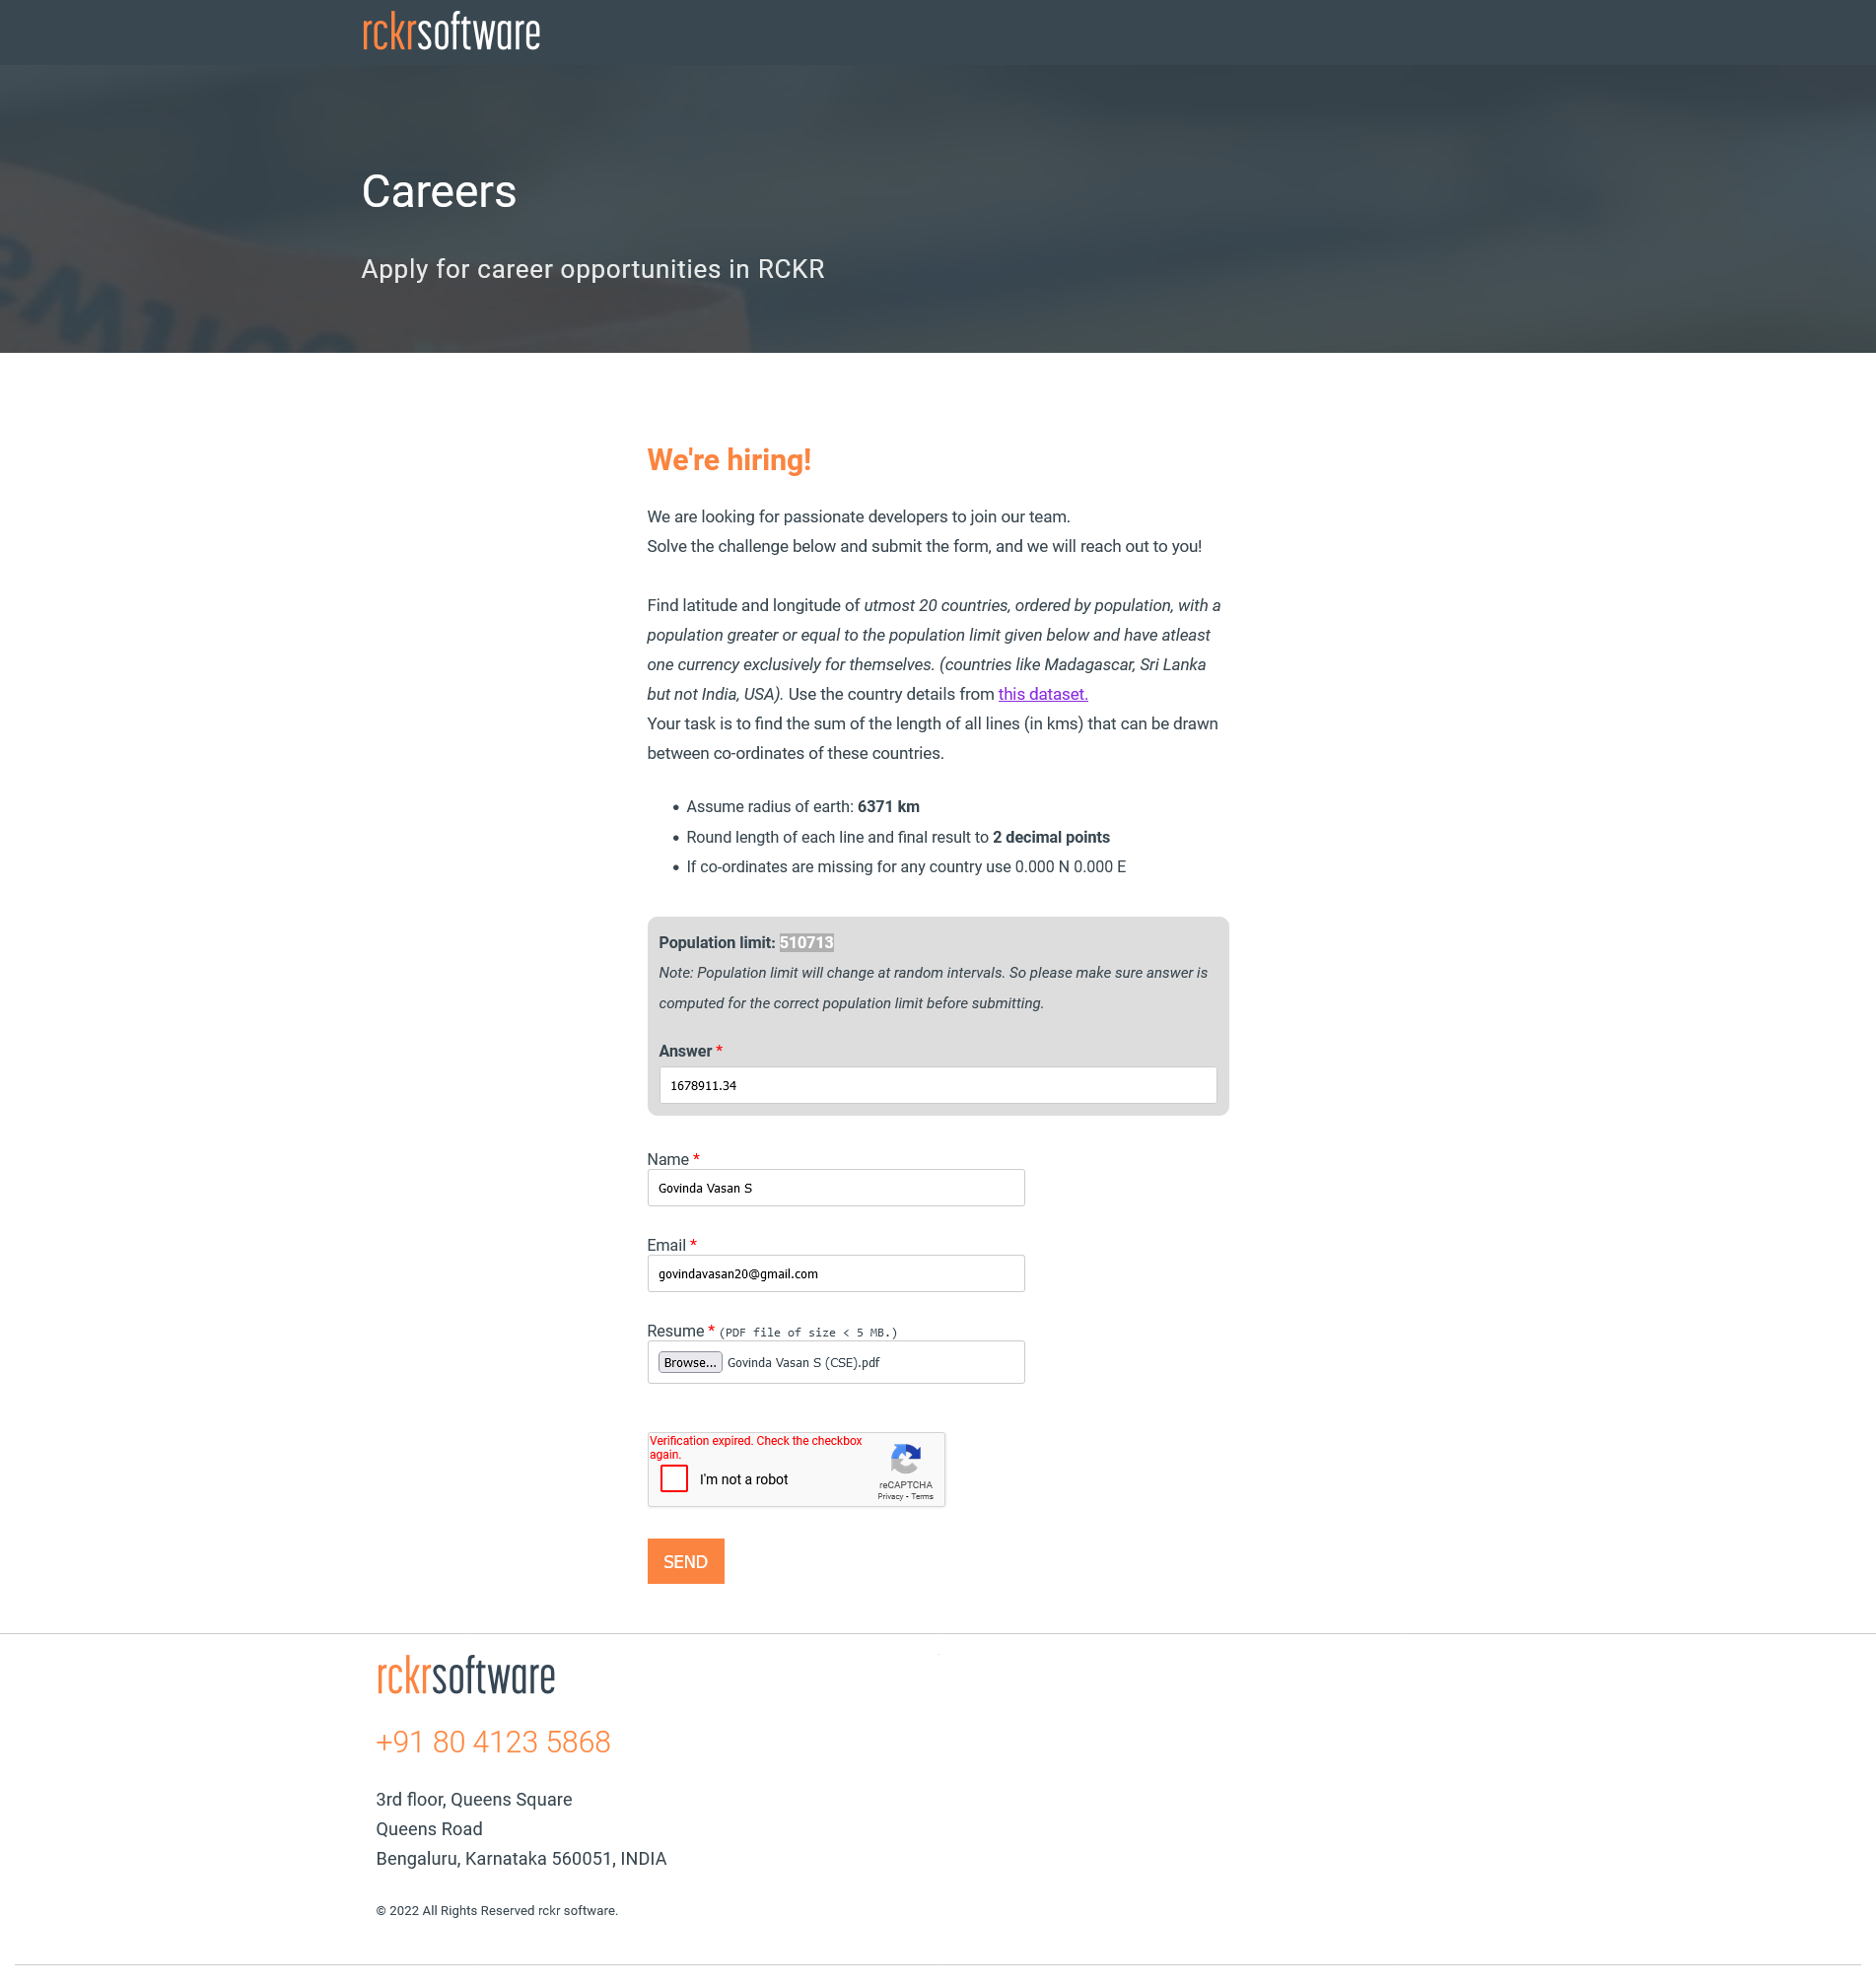 rckrsoftware
Careers
Apply for career opportunities in RCKR
We're hiring!
We are looking for passionate developers to join our team.
Solve the challenge below and submit the form, and we will reach out to you!
Find latitude and longitude of utmost 20 countries, ordered by population, with a
population greater or equal to the population limit given below and have atleast
one currency exclusively for themselves. (countries like Madagascar, Sri Lanka
but not India, USA). Use the country details from this dataset.
Your task is to find the sum of the length of all lines (in kms) that can be drawn
between co-ordinates of these countries.
• Assume radius of earth: 6371 km
• Round length of each line and final result to 2 decimal points
• If co-ordinates are missing for any country use 0.000 N 0.000 E
Population limit: 510713
Note: Population limit will change at random intervals. So please make sure answer is
computed for the correct population limit before submitting.
Answer *
1678911.34
Name *
Govinda Vasan S
Email *
govindavasan20@gmail.com
Resume * (PDF file of size < 5 MB.)
Browse... Govinda Vasan S (CSE).pdf
Verification expired. Check the checkbox
again.
I'm not a robot
reCAPTCHA
Privacy - Terms
SEND
rckrsoftware
+91 80 4123 5868
3rd floor, Queens Square
Queens Road
Bengaluru, Karnataka 560051, INDIA
© 2022 All Rights Reserved rckr software.